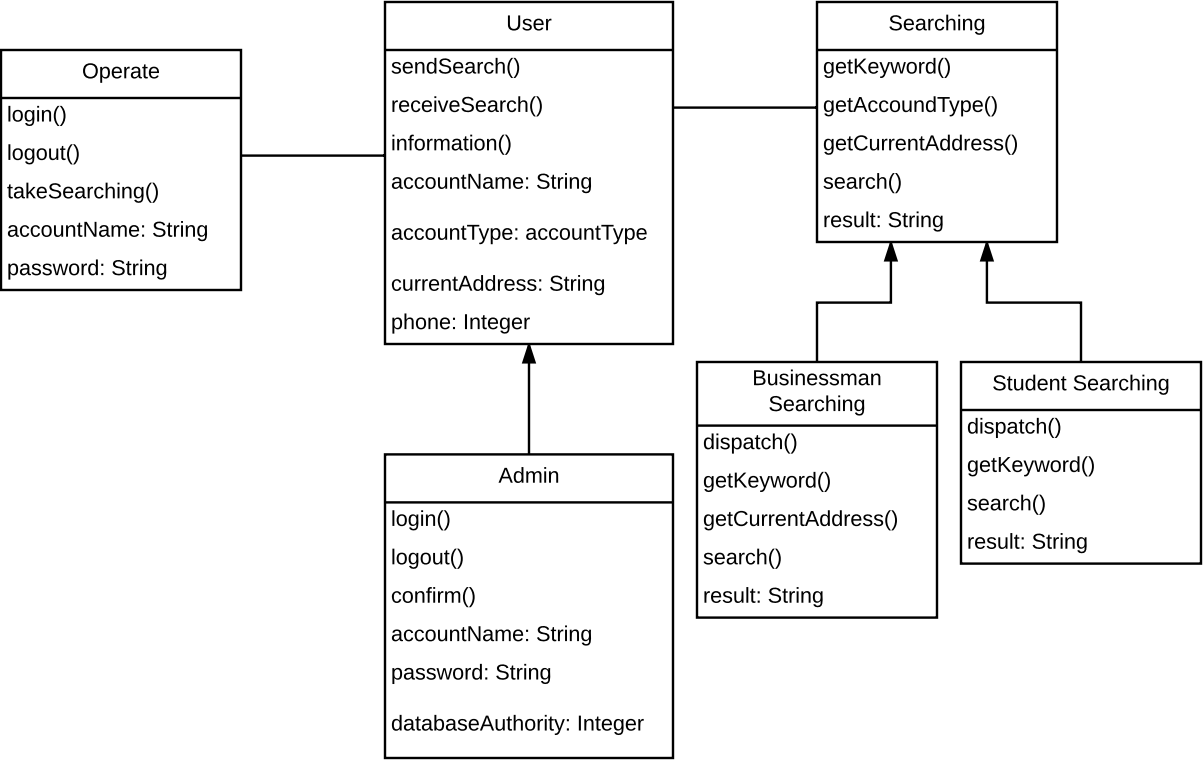 Operate
login()
logout()
takeSearching()
accountName: String
password: String
User
sendSearch()
receiveSearch()
information()
accountName: String
accountType: accountType
currentAddress: String
phone: Integer
Searching
getKeyword()
getAccoundType()
getCurrentAddress()
search()
result: String
Admin
login()
logout()
confirm()
accountName: String
password: String
databaseAuthority: Integer
Businessman
Searching
dispatch()
getKeyword()
getCurrentAddress()
search()
result: String
Student Searching
dispatch()
getKeyword()
search()
result: String